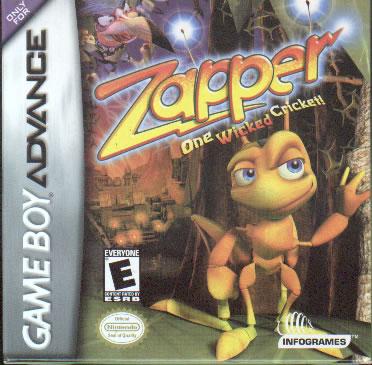 ONLY FOR
GAME BOY ADVANCE
Zapper
One Wicked Cricket!
EVERYONE
E
CONTENT RATED BY
ESRB
Official
Nintendo
Seal of Quality
INFOGRAMES